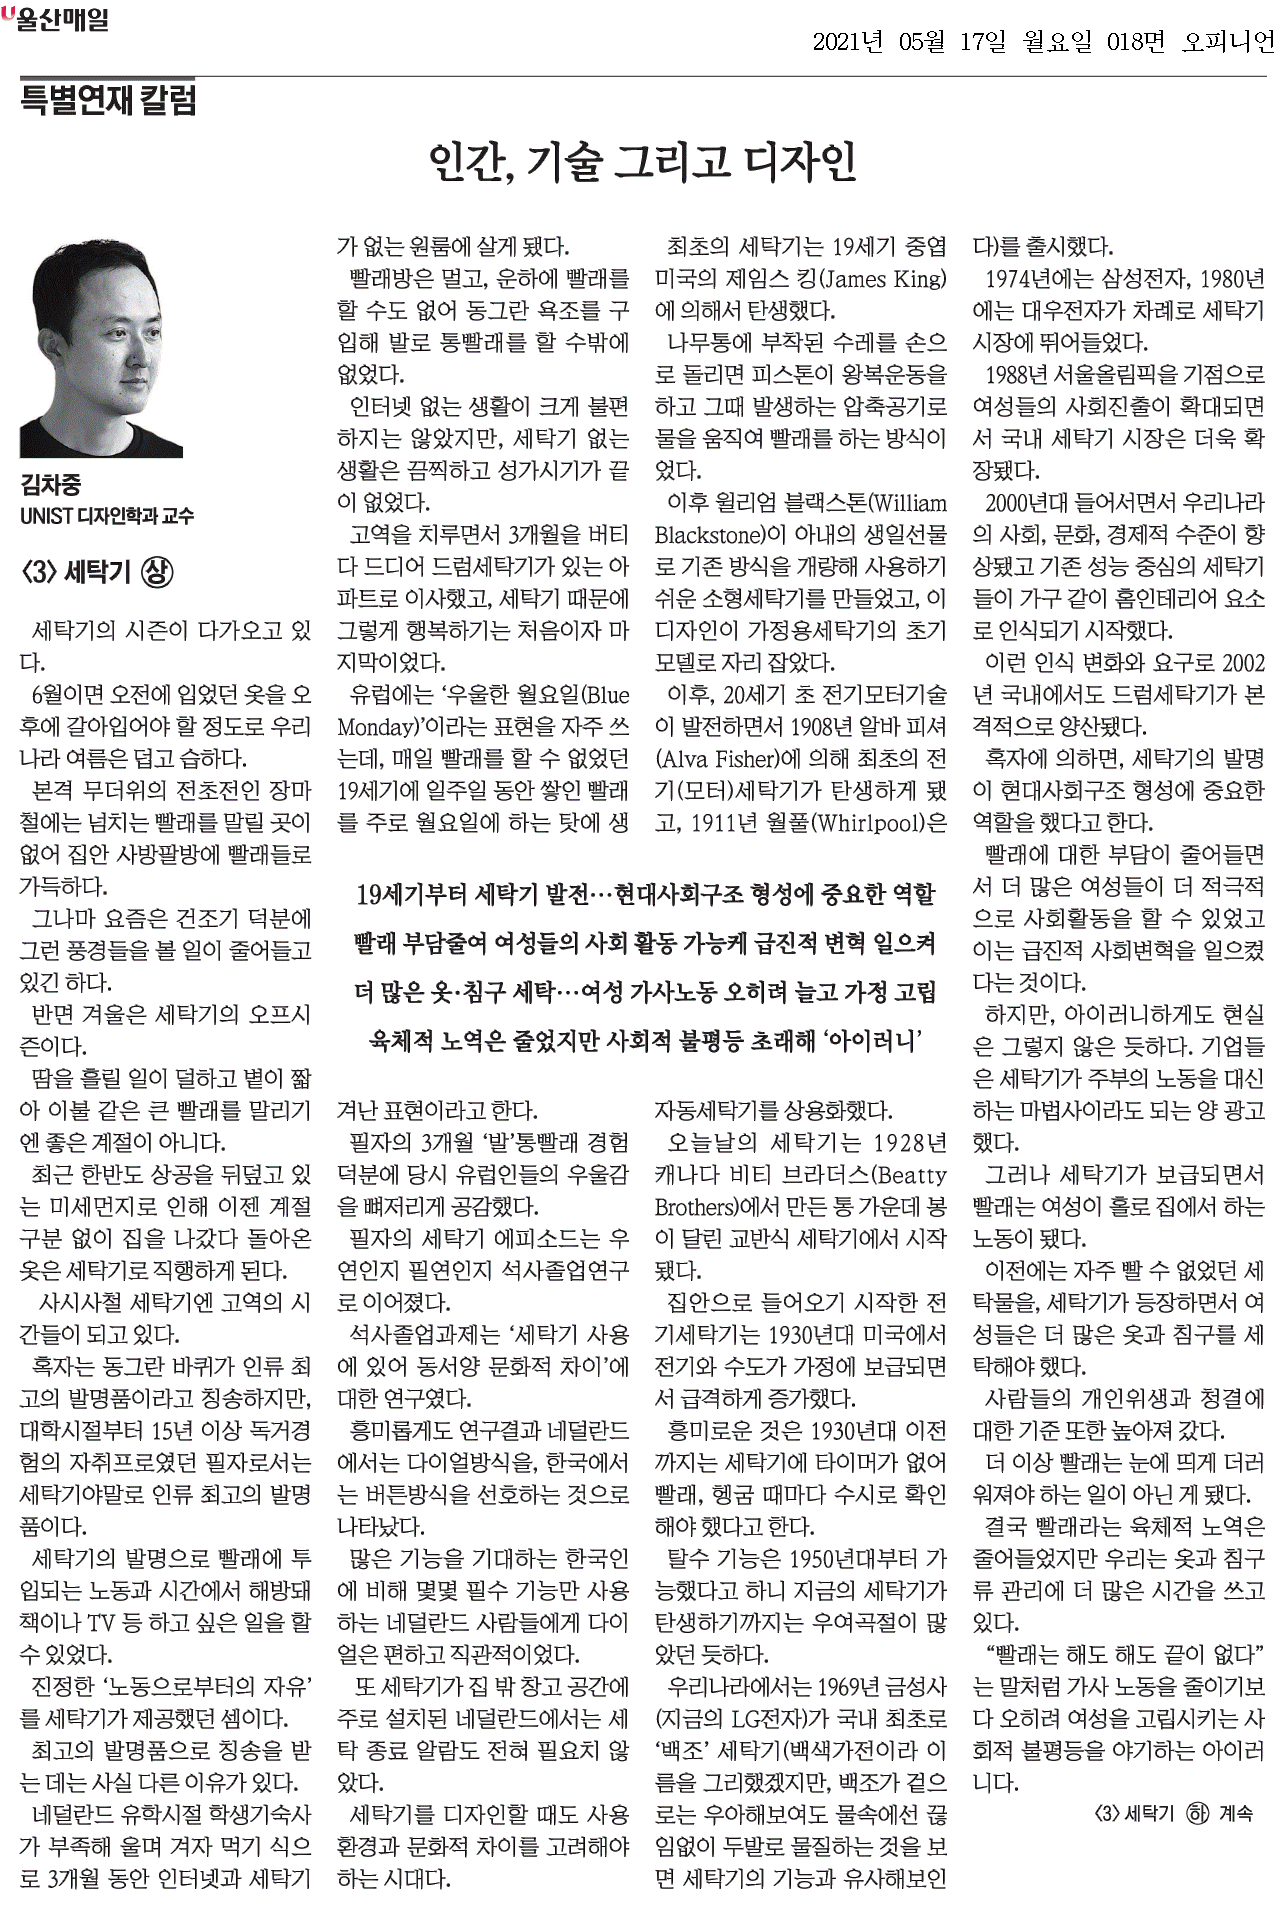 울산매일
2021년 05월 17일 월요일 018면 오피니언
특별연재 칼럼
인간, 기술 그리고 디자인
김차중
UNIST 디자인학과 교수
<3> 세탁기 ㊤
세탁기의 시즌이 다가오고 있
다.
6월이면 오전에 입었던 옷을 오
후에 갈아입어야 할 정도로 우리
나라 여름은 덥고 습하다.
본격 무더위의 전초전인 장마
철에는 넘치는 빨래를 말릴 곳이
없어 집안 사방팔방에 빨래들로
가득하다.
그나마 요즘은 건조기 덕분에
그런 풍경들을 볼 일이 줄어들고
있긴 하다.
반면 겨울은 세탁기의 오프시
즌이다.
땀을 흘릴 일이 덜하고 볕이 짧
아 이불 같은 큰 빨래를 말리기
엔 좋은 계절이 아니다.
최근 한반도 상공을 뒤덮고 있
는 미세먼지로 인해 이젠 계절
구분 없이 집을 나갔다 돌아온
옷은 세탁기로 직행하게 된다.
사시사철 세탁기엔 고역의 시
간들이 되고 있다.
혹자는 동그란 바퀴가 인류 최
고의 발명품이라고 칭송하지만,
대학시절부터 15년 이상 독거경
험의 자취프로였던 필자로서는
세탁기야말로 인류 최고의 발명
품이다.
세탁기의 발명으로 빨래에 투
입되는 노동과 시간에서 해방돼
책이나 TV 등 하고 싶은 일을 할
수 있었다.
진정한 ‘노동으로부터의 자유’
를 세탁기가 제공했던 셈이다.
최고의 발명품으로 칭송을 받
는 데는 사실 다른 이유가 있다.
네덜란드 유학시절 학생기숙사
가 부족해 울며 겨자 먹기 식으
로 3개월 동안 인터넷과 세탁기
가 없는 원룸에 살게 됐다.
빨래방은 멀고, 운하에 빨래를
할 수도 없어 동그란 욕조를 구
입해 발로 통빨래를 할 수밖에
없었다.
인터넷 없는 생활이 크게 불편
하지는 않았지만, 세탁기 없는
생활은 끔찍하고 성가시기가 끝
이 없었다.
고역을 치루면서 3개월을 버티
다 드디어 드럼세탁기가 있는 아
파트로 이사했고, 세탁기 때문에
그렇게 행복하기는 처음이자 마
지막이었다.
유럽에는 ‘우울한 월요일(Blue
Monday)’이라는 표현을 자주 쓰
는데, 매일 빨래를 할 수 없었던
19세기에 일주일 동안 쌓인 빨래
를 주로 월요일에 하는 탓에 생
겨난 표현이라고 한다.
필자의 3개월 ‘발’통빨래 경험
덕분에 당시 유럽인들의 우울감
을 뼈저리게 공감했다.
필자의 세탁기 에피소드는 우
연인지 필연인지 석사졸업연구
로 이어졌다.
석사졸업과제는 ‘세탁기 사용
에 있어 동서양 문화적 차이’에
대한 연구였다.
흥미롭게도 연구결과 네덜란드
에서는 다이얼방식을, 한국에서
는 버튼방식을 선호하는 것으로
나타났다.
많은 기능을 기대하는 한국인
에 비해 몇몇 필수 기능만 사용
하는 네덜란드 사람들에게 다이
얼은 편하고 직관적이었다.
또 세탁기가 집 밖 창고 공간에
주로 설치된 네덜란드에서는 세
탁 종료 알람도 전혀 필요치 않
았다.
세탁기를 디자인할 때도 사용
환경과 문화적 차이를 고려해야
하는 시대다.
최초의 세탁기는 19세기 중엽
미국의 제임스 킹(James King)
에 의해서 탄생했다.
나무통에 부착된 수레를 손으
로 돌리면 피스톤이 왕복운동을
하고 그때 발생하는 압축공기로
물을 움직여 빨래를 하는 방식이
었다.
이후 윌리엄 블랙스톤(William
Blackstone)이 아내의 생일선물
로 기존 방식을 개량해 사용하기
쉬운 소형세탁기를 만들었고, 이
디자인이 가정용세탁기의 초기
모델로 자리 잡았다.
이후, 20세기 초 전기모터기술
이 발전하면서 1908년 알바 피셔
(Alva Fisher)에 의해 최초의 전
기(모터)세탁기가 탄생하게 됐
고, 1911년 월풀(Whirlpool)은
19세기부터 세탁기 발전…현대사회구조 형성에 중요한 역할
빨래 부담줄여 여성들의 사회 활동 가능케 급진적 변혁 일으켜
더 많은 옷·침구 세탁…여성 가사노동 오히려 늘고 가정 고립
육체적 노역은 줄었지만 사회적 불평등 초래해 ‘아이러니’
자동세탁기를 상용화했다.
오늘날의 세탁기는 1928년
캐나다 비티 브라더스(Beatty
Brothers)에서 만든 통 가운데 봉
이 달린 교반식 세탁기에서 시작
됐다.
집안으로 들어오기 시작한 전
기세탁기는 1930년대 미국에서
전기와 수도가 가정에 보급되면
서 급격하게 증가했다.
흥미로운 것은 1930년대 이전
까지는 세탁기에 타이머가 없어
빨래, 헹굼 때마다 수시로 확인
해야 했다고 한다.
탈수 기능은 1950년대부터 가
능했다고 하니 지금의 세탁기가
탄생하기까지는 우여곡절이 많
았던 듯하다.
우리나라에서는 1969년 금성사
(지금의 LG전자)가 국내 최초로
‘백조’ 세탁기(백색가전이라 이
름을 그리했겠지만, 백조가 겉으
로는 우아해보여도 물속에선 끊
임없이 두발로 물질하는 것을 보
면 세탁기의 기능과 유사해보인
다)를 출시했다.
1974년에는 삼성전자, 1980년
에는 대우전자가 차례로 세탁기
시장에 뛰어들었다.
1988년 서울올림픽을 기점으로
여성들의 사회진출이 확대되면
서 국내 세탁기 시장은 더욱 확
장됐다.
2000년대 들어서면서 우리나라
의 사회, 문화, 경제적 수준이 향
상됐고 기존 성능 중심의 세탁기
들이 가구 같이 홈인테리어 요소
로 인식되기 시작했다.
이런 인식 변화와 요구로 2002
년 국내에서도 드럼세탁기가 본
격적으로 양산됐다.
혹자에 의하면, 세탁기의 발명
이 현대사회구조 형성에 중요한
역할을 했다고 한다.
빨래에 대한 부담이 줄어들면
서 더 많은 여성들이 더 적극적
으로 사회활동을 할 수 있었고
이는 급진적 사회변혁을 일으켰
다는 것이다.
하지만, 아이러니하게도 현실
은 그렇지 않은 듯하다. 기업들
은 세탁기가 주부의 노동을 대신
하는 마법사이라도 되는 양 광고
했다.
그러나 세탁기가 보급되면서
빨래는 여성이 홀로 집에서 하는
노동이 됐다.
이전에는 자주 빨 수 없었던 세
탁물을, 세탁기가 등장하면서 여
성들은 더 많은 옷과 침구를 세
탁해야 했다.
사람들의 개인위생과 청결에
대한 기준 또한 높아져 갔다.
더 이상 빨래는 눈에 띄게 더러
워져야 하는 일이 아닌 게 됐다.
결국 빨래라는 육체적 노역은
줄어들었지만 우리는 옷과 침구
류 관리에 더 많은 시간을 쓰고
있다.
“빨래는 해도 해도 끝이 없다”
는 말처럼 가사 노동을 줄이기보
다 오히려 여성을 고립시키는 사
회적 불평등을 야기하는 아이러
니다.
<3> 세탁기 ㊦ 계속